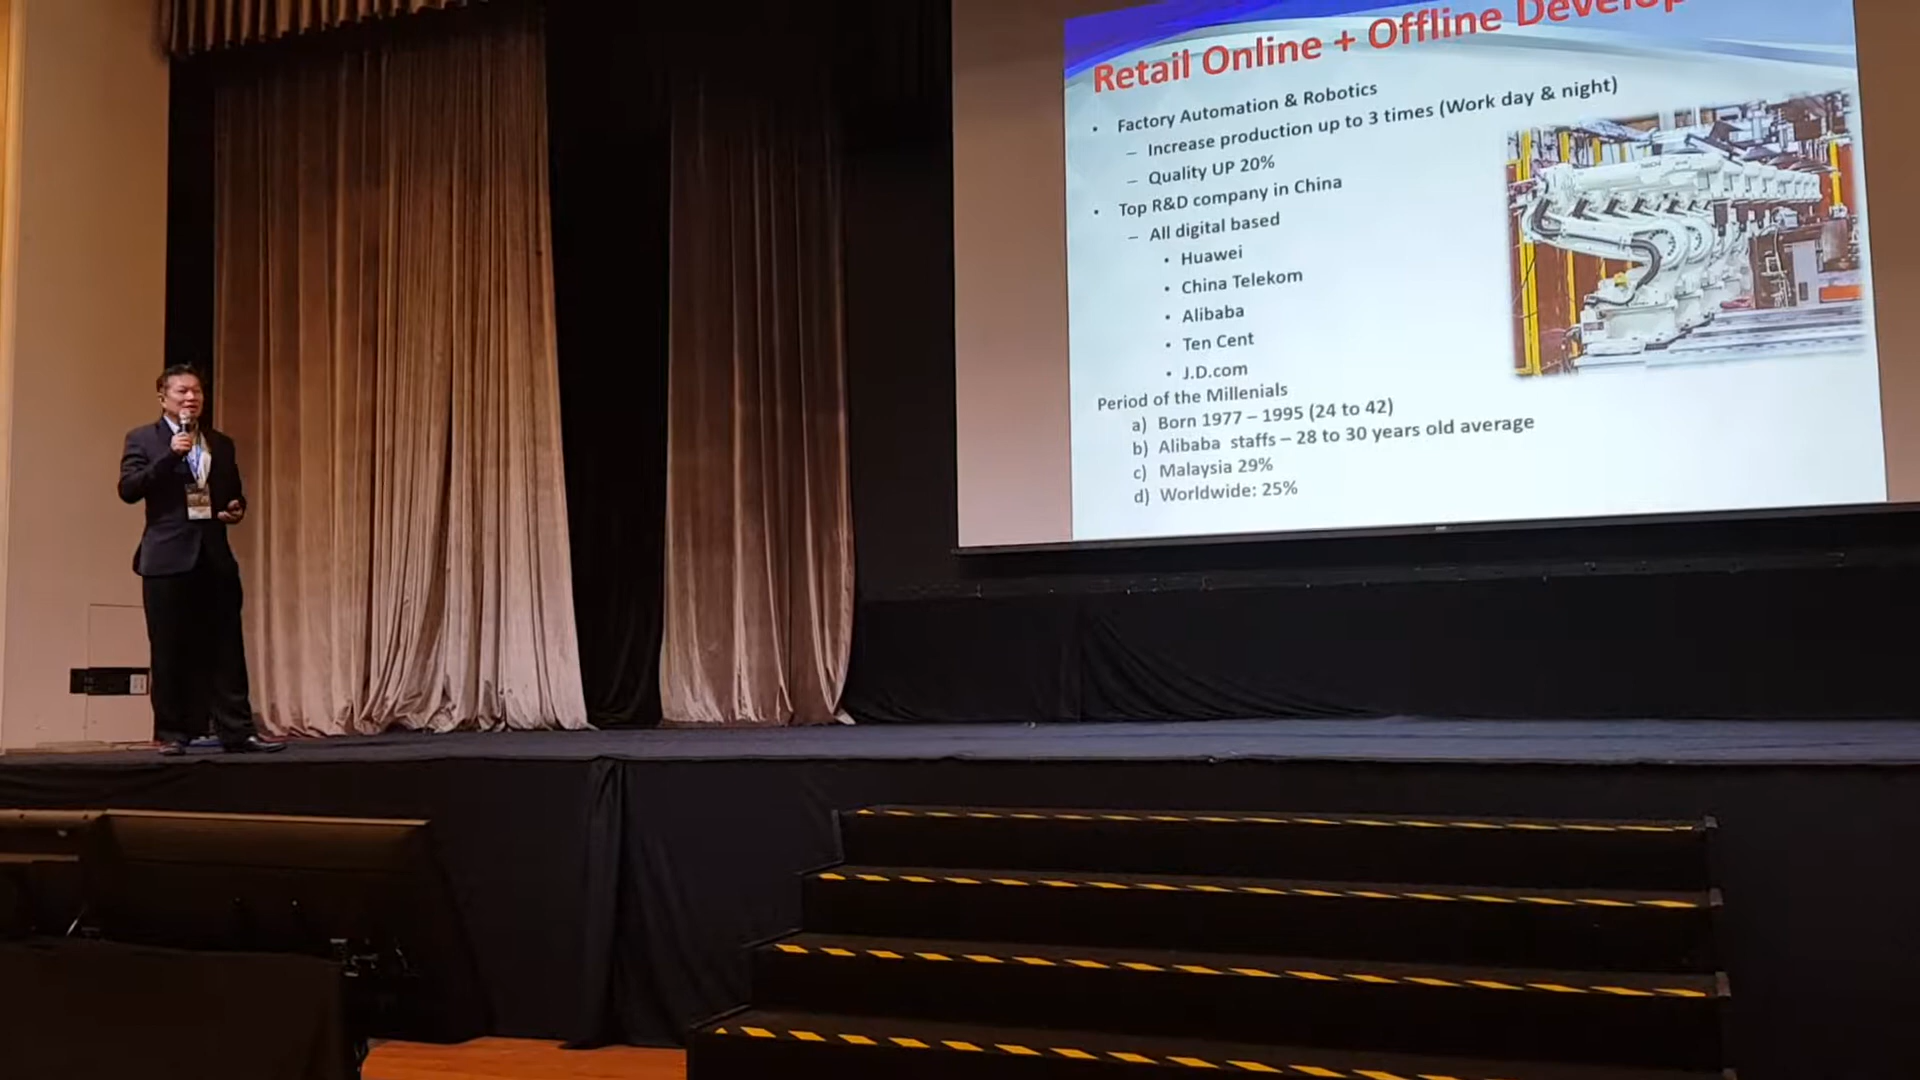 Retail Online + Offline Develop
• Factory Automation & Robotics
– Increase production up to 3 times (Work day & night)
– Quality UP 20%
• Top R&D company in China
– All digital based
• Huawei
• China Telekom
• Alibaba
• Ten Cent
• J.D.com
Period of the Millenials
a) Born 1977 – 1995 (24 to 42)
b) Alibaba staffs – 28 to 30 years old average
c) Malaysia 29%
d) Worldwide: 25%